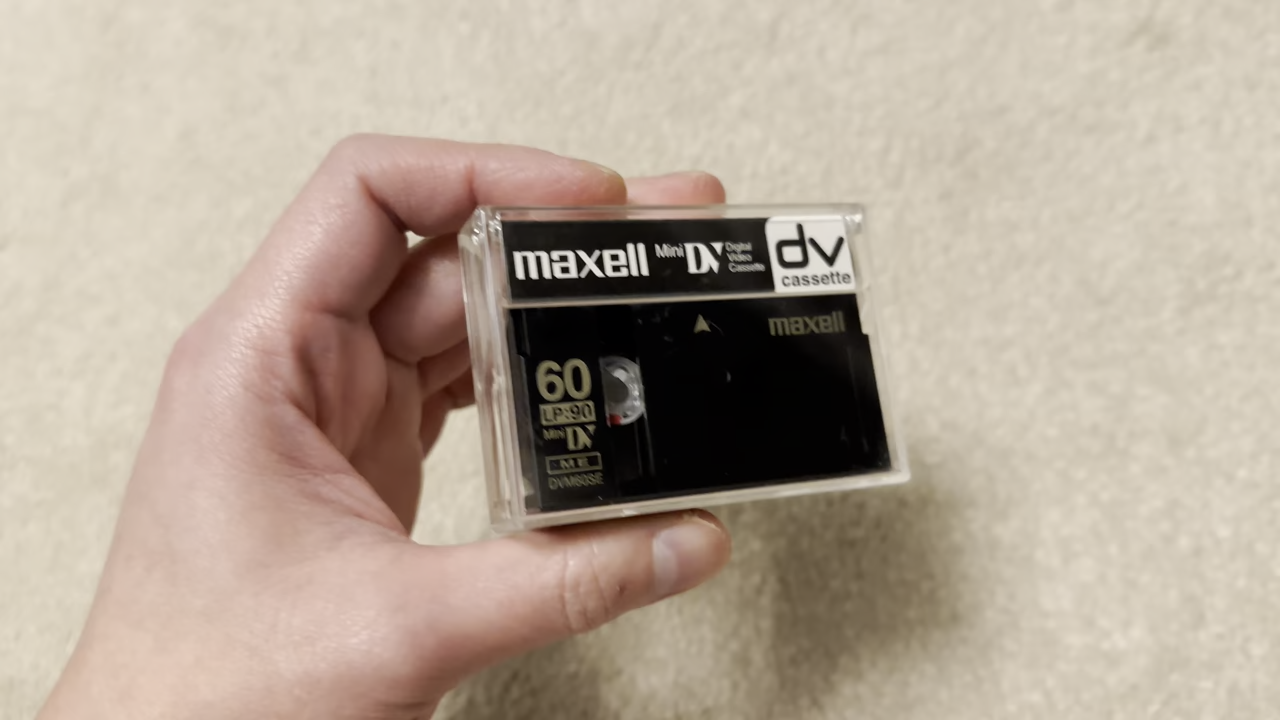 maxell Mini DV Digital Video Cassette
dv
cassette
maxell
60
LP:90
Mini DV
ME
DVM60SE